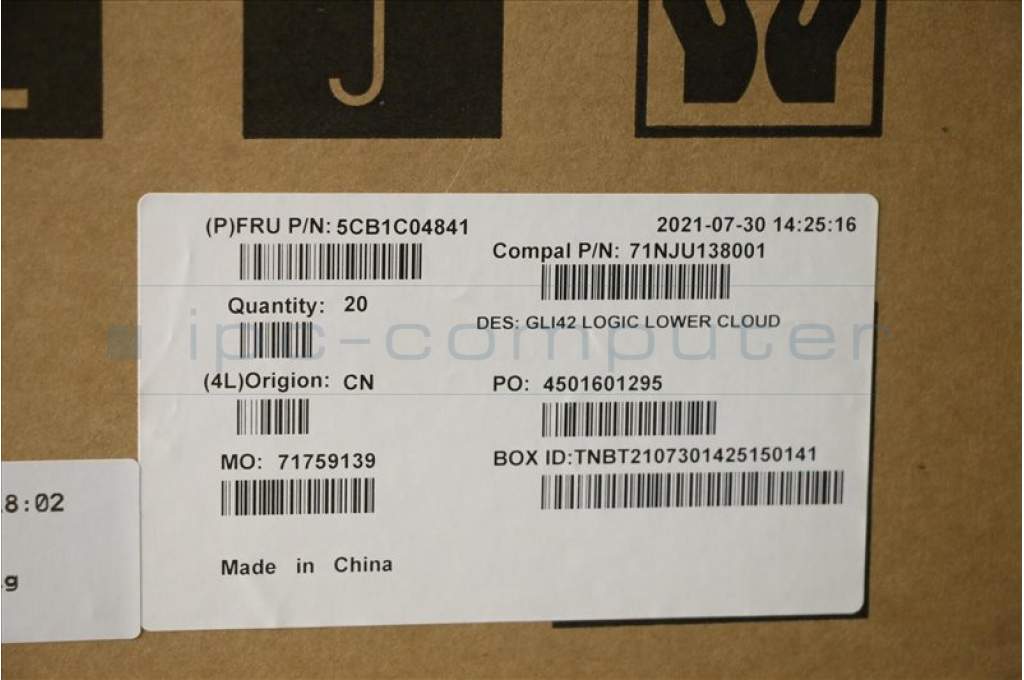 (P)FRU P/N: 5CB1C04841
2021-07-30 14:25:16
Compal P/N: 71NJU138001
Quantity: 20
DES: GLI42 LOGIC LOWER CLOUD
ipc-computer
(4L)Origion: CN
PO: 4501601295
MO: 71759139
BOX ID:TNBT2107301425150141
8:02
g
Made in China